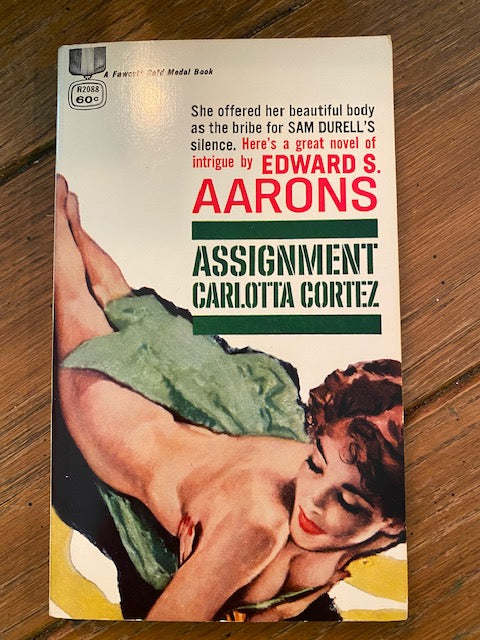 A Fawcett Gold Medal Book
R2088
60c
She offered her beautiful body
as the bribe for SAM DURELL'S
silence. Here's a great novel of
intrigue by EDWARD S.
AARONS
ASSIGNMENT
CARLOTTA CORTEZ